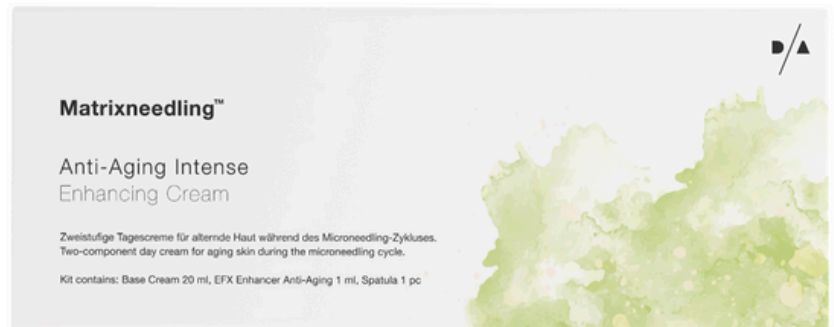 D/A
Matrixneedling™
Anti-Aging Intense
Enhancing Cream
Zweistufige Tagescreme für alternde Haut während des Microneedling-Zykluses.
Two-component day cream for aging skin during the microneedling cycle.
Kit contains: Base Cream 20 ml, EFX Enhancer Anti-Aging 1 ml, Spatula 1 pc